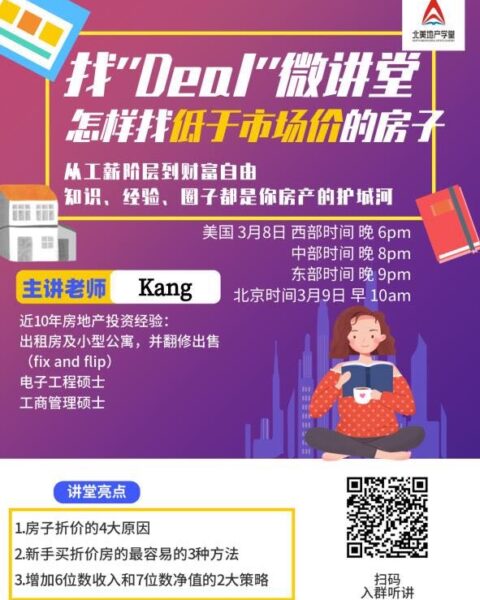 北美地产学堂
找"Deal"微讲堂
怎样找低于市场价的房子
从工薪阶层到财富自由
知识、经验、圈子都是你房产的护城河
美国 3月8日 西部时间 晚 6pm
中部时间 晚 8pm
东部时间 晚 9pm
北京时间3月9日 早 10am
主讲老师 Kang
近10年房地产投资经验：
出租房及小型公寓，并翻修出售
（fix and flip）
电子工程硕士
工商管理硕士
讲堂亮点
1.房子折价的4大原因
2.新手买折价房的最容易的3种方法
3.增加6位数收入和7位数净值的2大策略
扫码
入群听讲